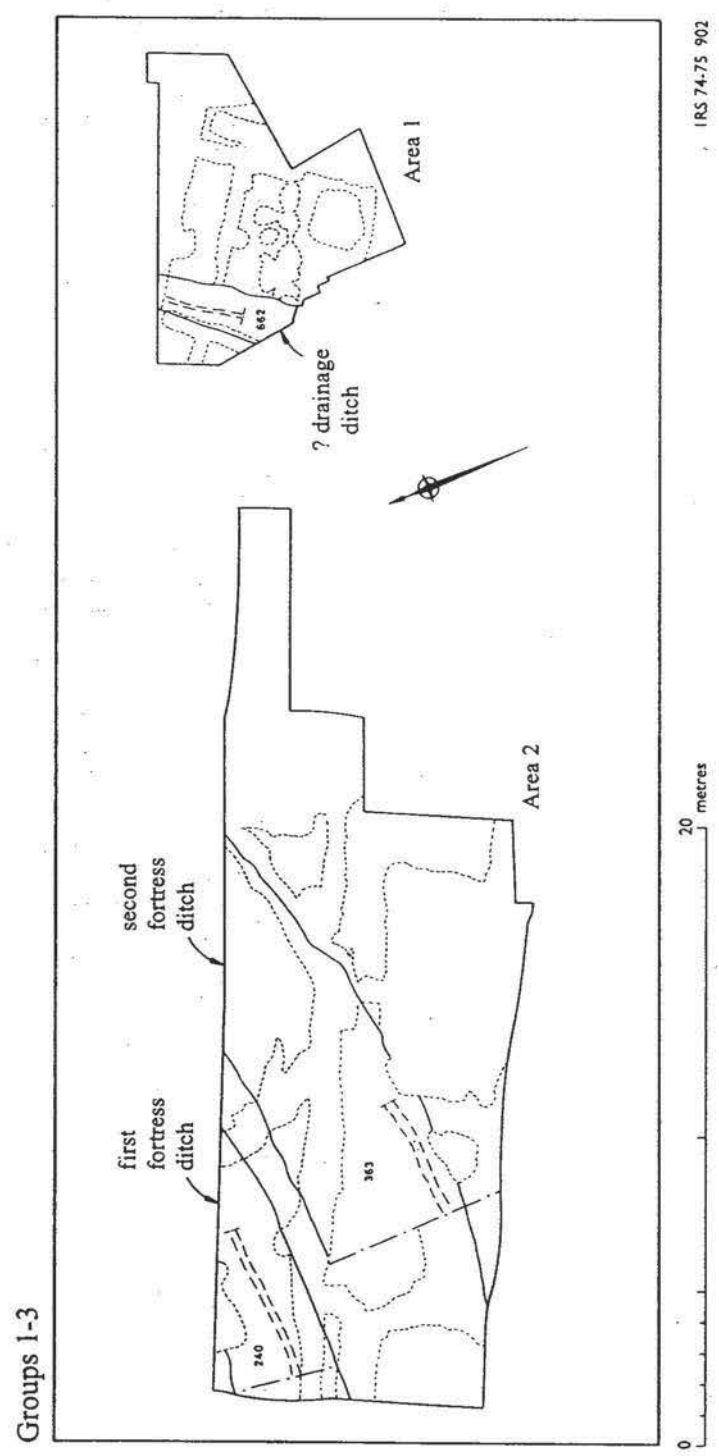 Groups 1-3
first
fortress
ditch
second
fortress
ditch
240
363
Area 2
? drainage
ditch
662
Area 1
0
20
metres
IRS 74-75 902